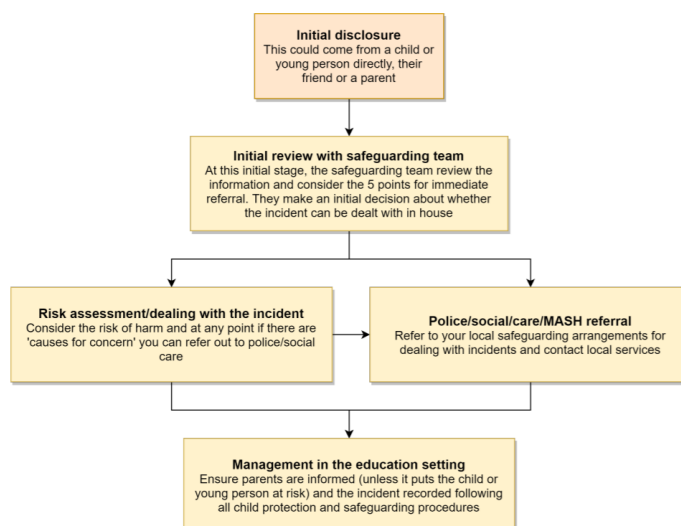 Initial disclosure
This could come from a child or
young person directly, their
friend or a parent
Initial review with safeguarding team
At this initial stage, the safeguarding team review the
information and consider the 5 points for immediate
referral. They make an initial decision about whether
the incident can be dealt with in house
Risk assessment/dealing with the incident
Consider the risk of harm and at any point if there are
'causes for concern' you can refer out to police/social
care
Police/social/care/MASH referral
Refer to your local safeguarding arrangements for
dealing with incidents and contact local services
Management in the education setting
Ensure parents are informed (unless it puts the child or
young person at risk) and the incident recorded following
all child protection and safeguarding procedures